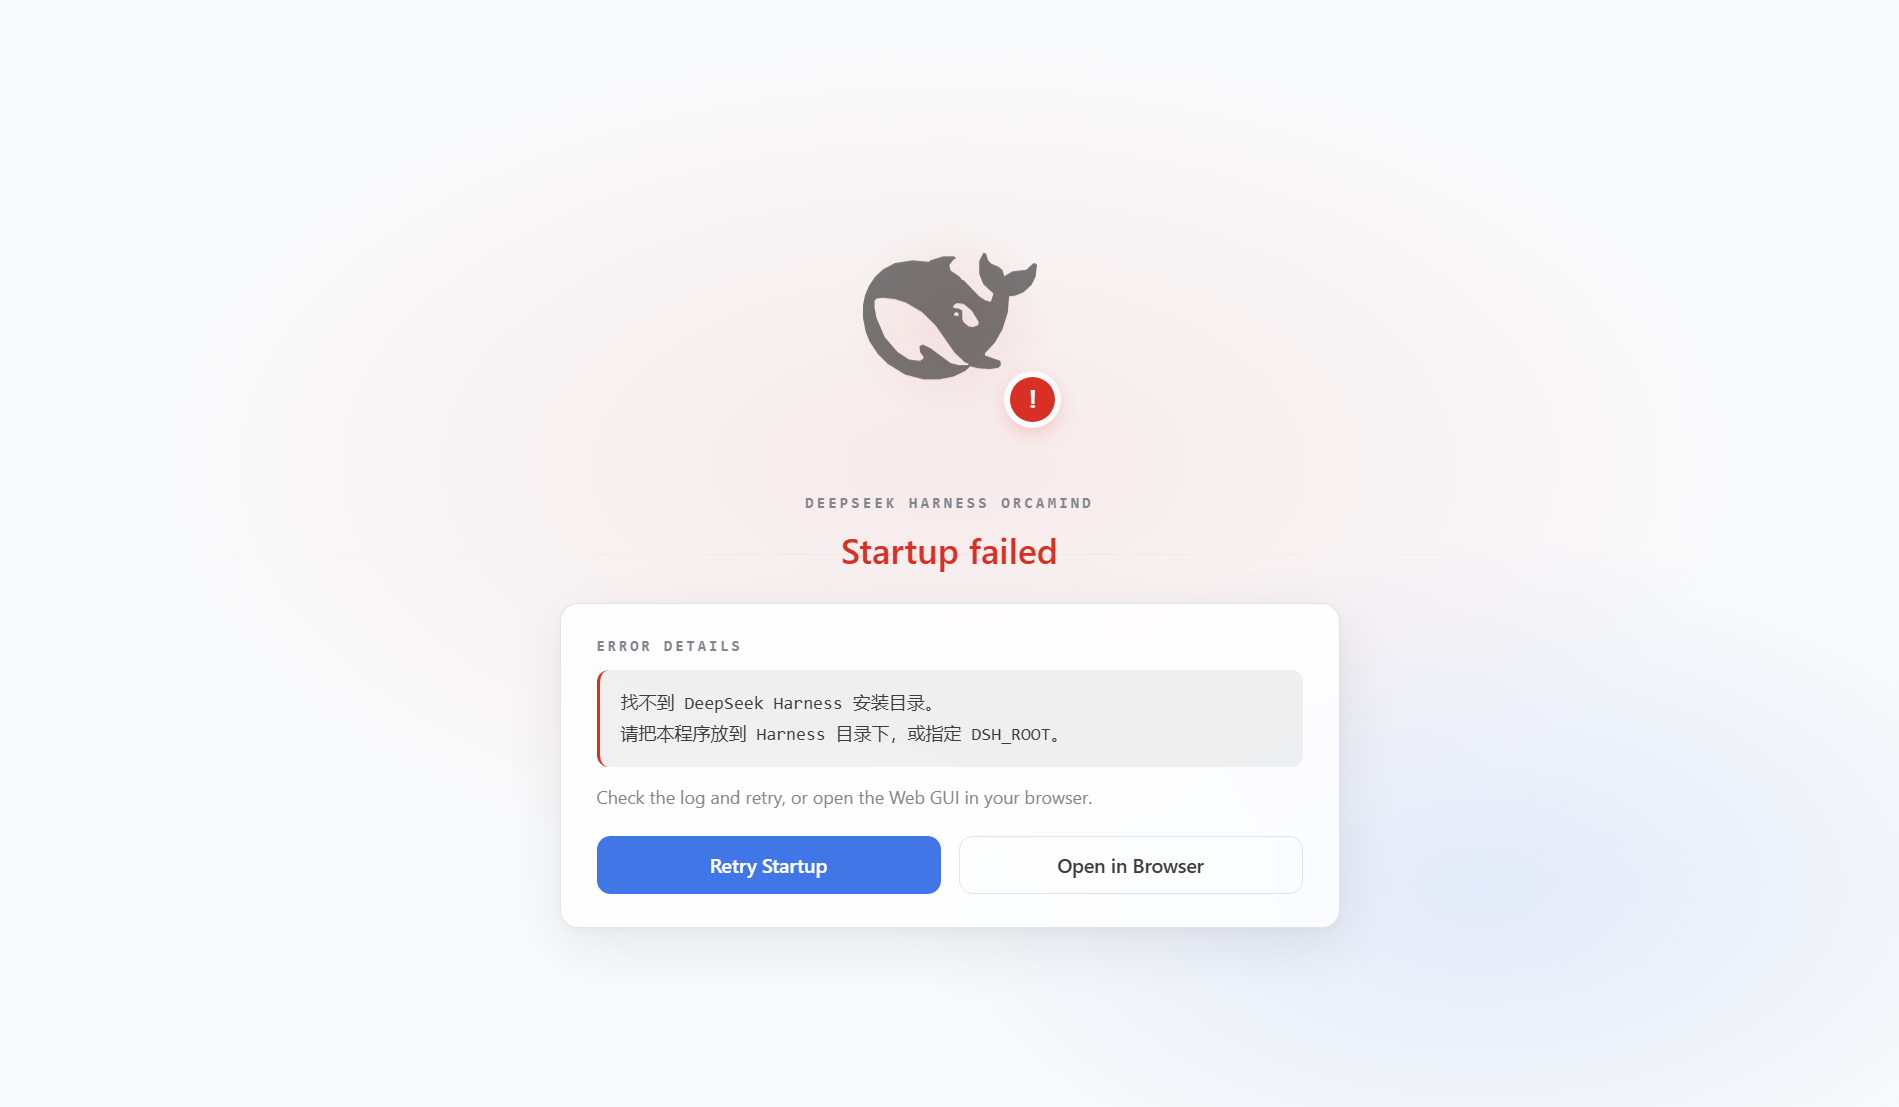 !
DEEPSEEK HARNESS ORCAMIND
Startup failed
ERROR DETAILS
找不到 DeepSeek Harness 安装目录。
请把本程序放到 Harness 目录下，或指定 DSH_ROOT。
Check the log and retry, or open the Web GUI in your browser.
Retry Startup
Open in Browser